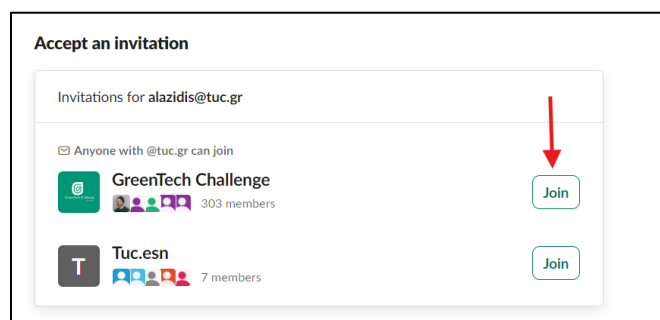 Accept an invitation
Invitations for alazidis@tuc.gr
Anyone with @tuc.gr can join
GreenTech Challenge
303 members
Join
T
Tuc.esn
7 members
Join